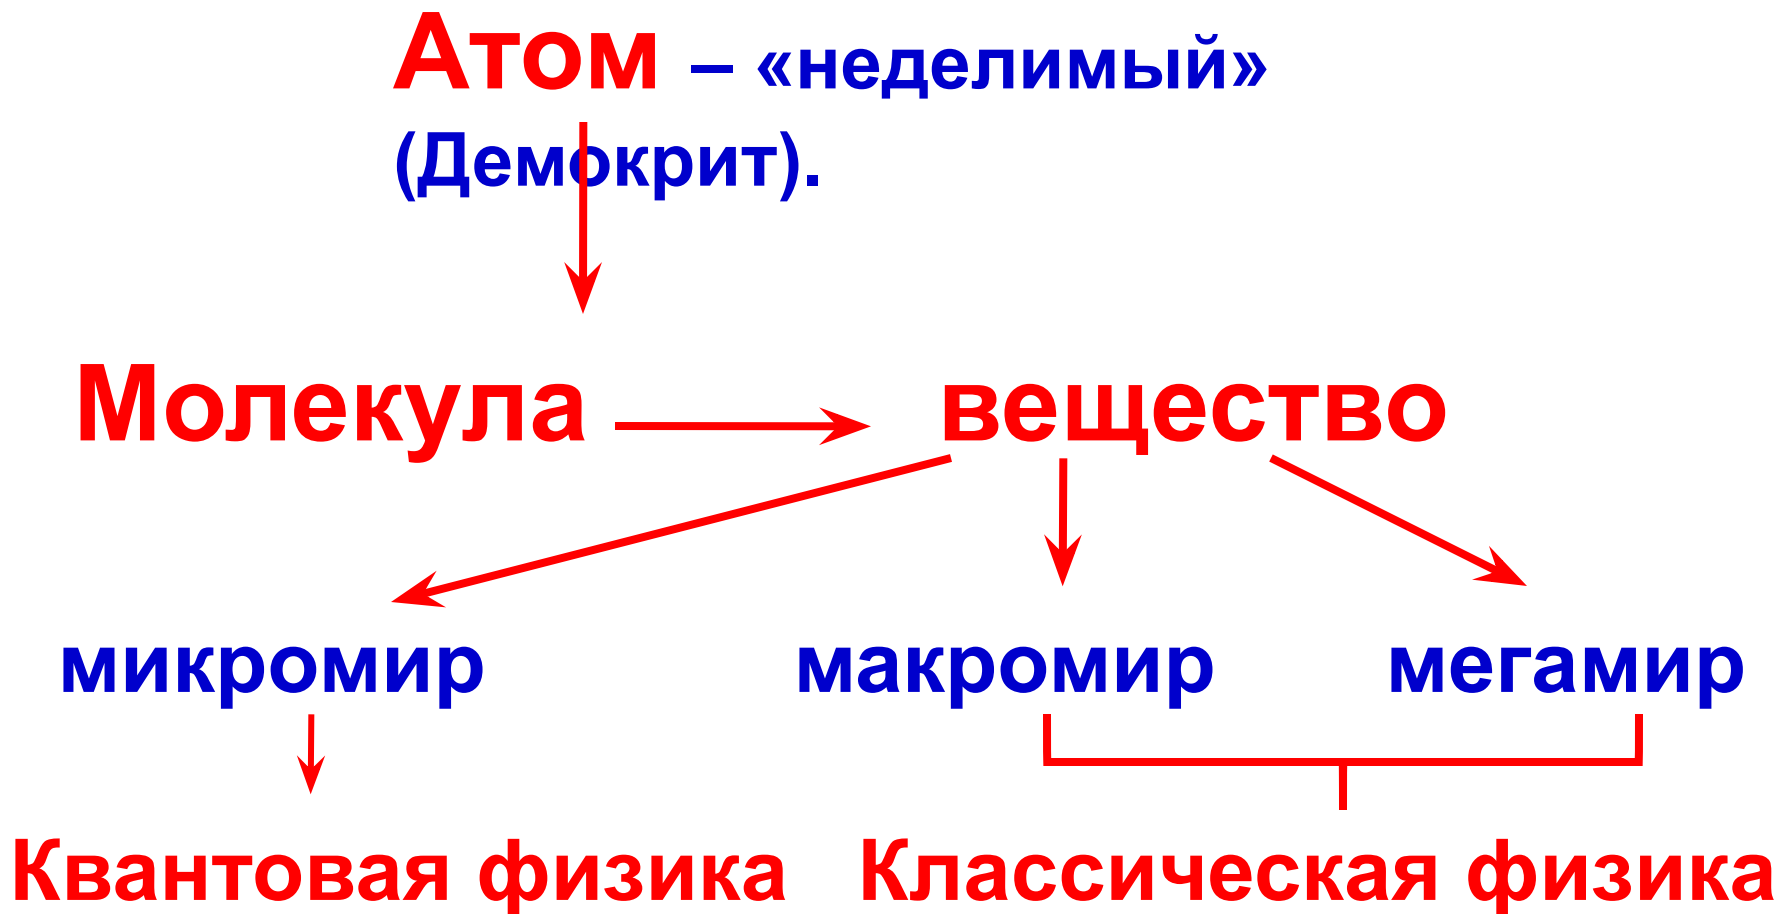 Атом – «неделимый»
(Демокрит).
Молекула вещество
микромир макромир мегамир
Квантовая физика Классическая физика